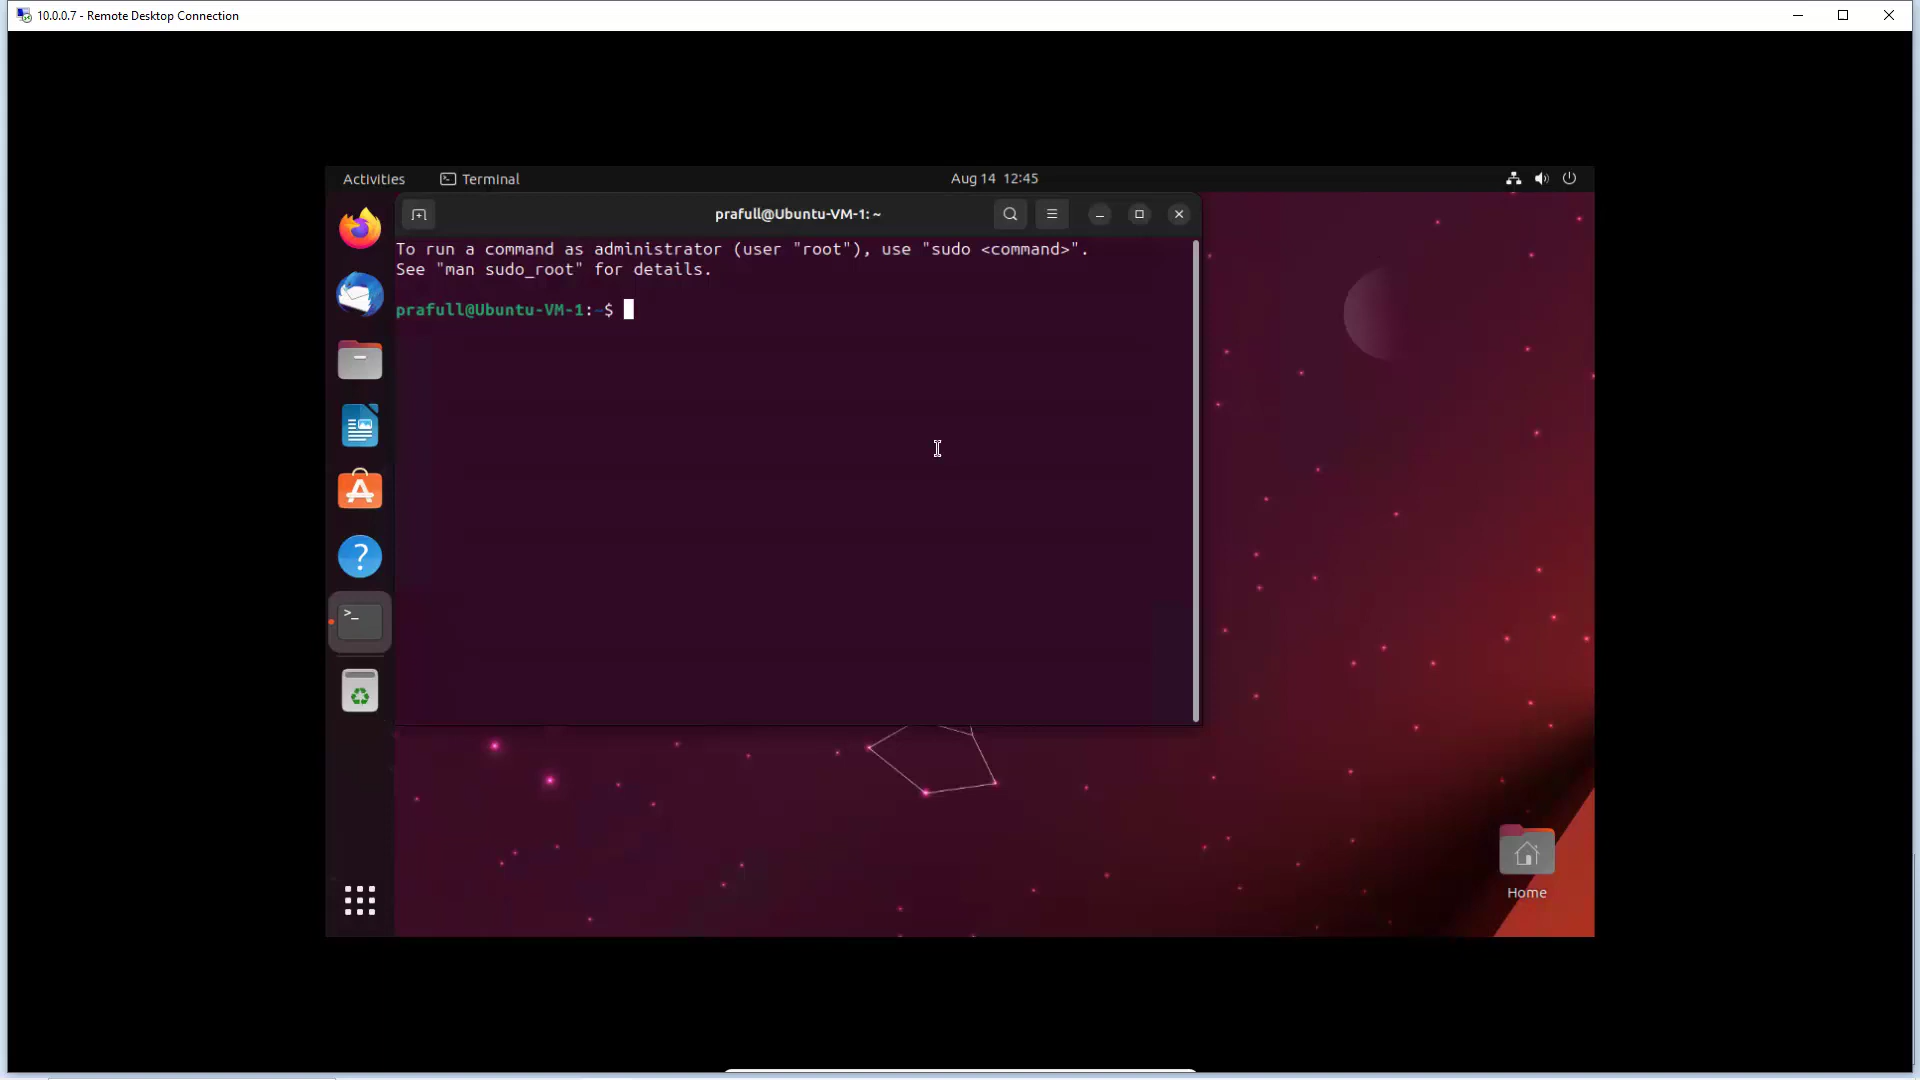 10.0.0.7 - Remote Desktop Connection
Activities
Terminal
Aug 14 12:45
prafull@Ubuntu-VM-1: ~
To run a command as administrator (user "root"), use "sudo <command>".
See "man sudo_root" for details.
prafull@Ubuntu-VM-1:~$
>_
Home